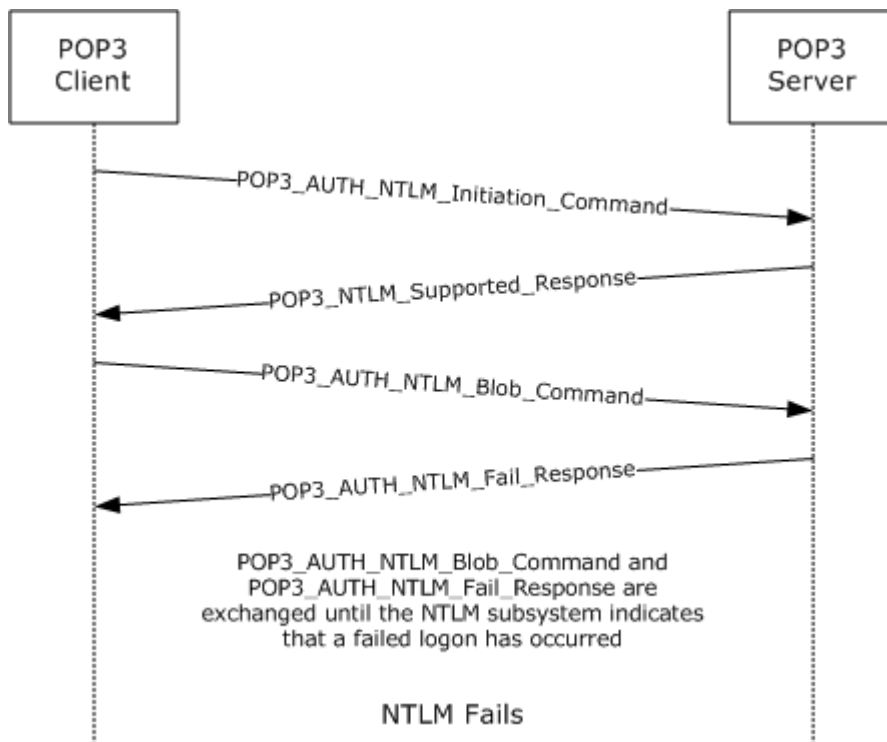 POP3
Client
POP3
Server
POP3_AUTH_NTLM_Initiation_Command
POP3_NTLM_Supported_Response
POP3_AUTH_NTLM_Blob_Command
POP3_AUTH_NTLM_Fail_Response
POP3_AUTH_NTLM_Blob_Command and
POP3_AUTH_NTLM_Fail_Response are
exchanged until the NTLM subsystem indicates
that a failed logon has occurred
NTLM Fails